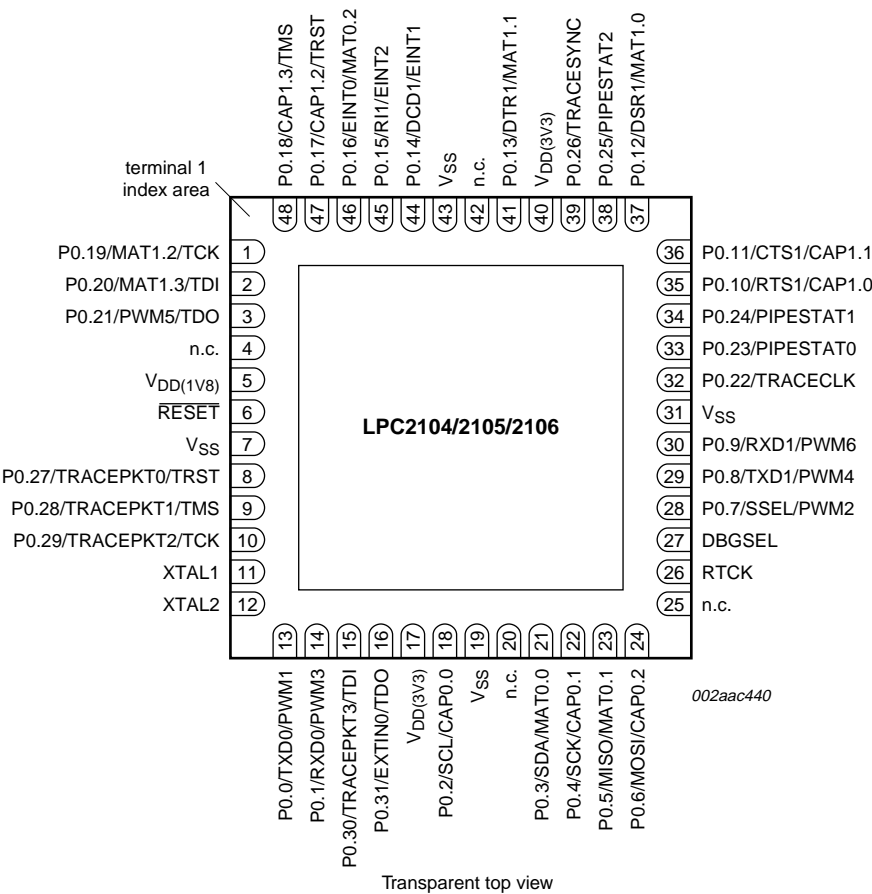 P0.18/CAP1.3/TMS
P0.17/CAP1.2/TRST
P0.16/EINT0/MAT0.2
P0.15/RI1/EINT2
P0.14/DCD1/EINT1
VSS
n.c.
P0.13/DTR1/MAT1.1
VDD(3V3)
P0.26/TRACESYNC
P0.25/PIPESTAT2
P0.12/DSR1/MAT1.0
terminal 1
index area
48
47
46
45
44
43
42
41
40
39
38
37
P0.19/MAT1.2/TCK 1
P0.20/MAT1.3/TDI 2
P0.21/PWM5/TDO 3
n.c. 4
VDD(1V8) 5
RESET 6
VSS 7
P0.27/TRACEPKT0/TRST 8
P0.28/TRACEPKT1/TMS 9
P0.29/TRACEPKT2/TCK 10
XTAL1 11
XTAL2 12
LPC2104/2105/2106
36 P0.11/CTS1/CAP1.1
35 P0.10/RTS1/CAP1.0
34 P0.24/PIPESTAT1
33 P0.23/PIPESTAT0
32 P0.22/TRACECLK
31 VSS
30 P0.9/RXD1/PWM6
29 P0.8/TXD1/PWM4
28 P0.7/SSEL/PWM2
27 DBGSEL
26 RTCK
25 n.c.
13
14
15
16
17
18
19
20
21
22
23
24
P0.0/TXD0/PWM1
P0.1/RXD0/PWM3
P0.30/TRACEPKT3/TDI
P0.31/EXTIN0/TDO
VDD(3V3)
P0.2/SCL/CAP0.0
VSS
n.c.
P0.3/SDA/MAT0.0
P0.4/SCK/CAP0.1
P0.5/MISO/MAT0.1
P0.6/MOSI/CAP0.2
002aac440
Transparent top view